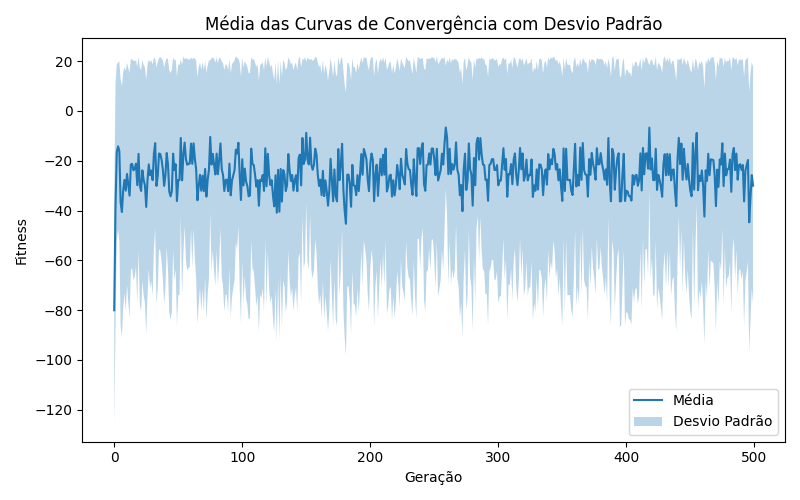 Média das Curvas de Convergência com Desvio Padrão
20
0
−20
−40
−60
−80
−100
−120
Fitness
0 100 200 300 400 500
Geração
Média
Desvio Padrão